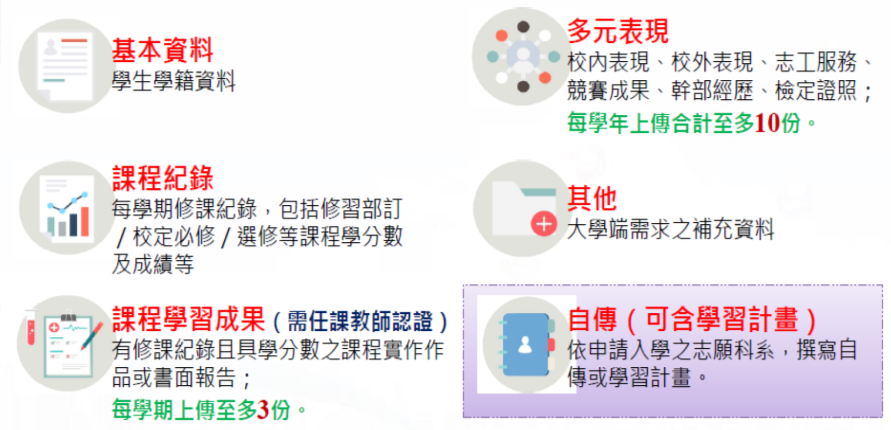 基本資料
學生學籍資料
課程紀錄
每學期修課紀錄，包括修習部訂
/校定必修/選修等課程學分數
及成績等
課程學習成果(需任課教師認證)
有修課紀錄且具學分數之課程實作作
品或書面報告；
每學期上傳至多3份。
多元表現
校內表現、校外表現、志工服務、
競賽成果、幹部經歷、檢定證照；
每學年上傳合計至多10份。
其他
大學端需求之補充資料
自傳(可含學習計畫)
依申請入學之志願科系，撰寫自
傳或學習計畫。